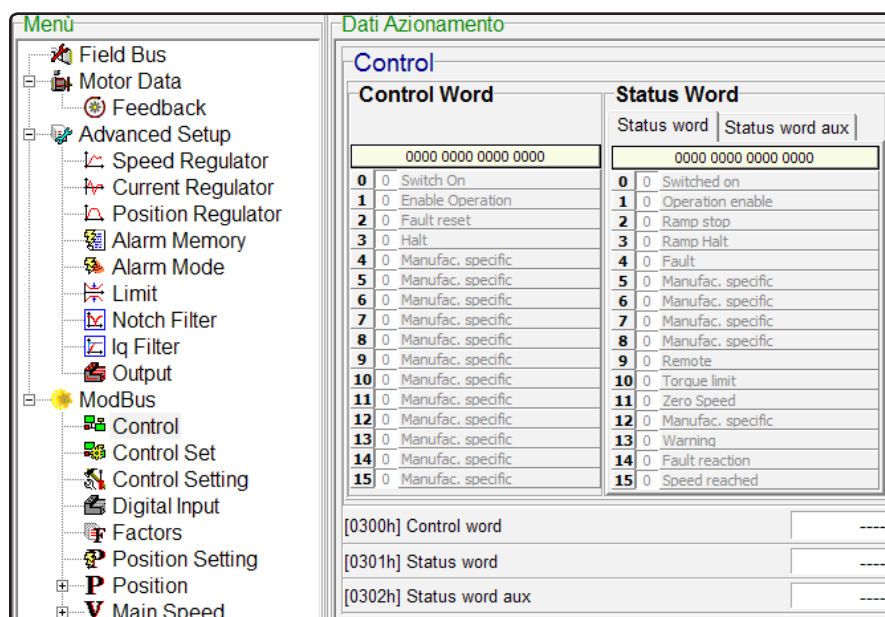 Menù
Field Bus
Motor Data
Feedback
Advanced Setup
Speed Regulator
Current Regulator
Position Regulator
Alarm Memory
Alarm Mode
Limit
Notch Filter
Iq Filter
Output
ModBus
Control
Control Set
Control Setting
Digital Input
Factors
Position Setting
P Position
V Main Speed
Dati Azionamento
Control
Control Word
0000 0000 0000 0000
0 0 Switch On
1 0 Enable Operation
2 0 Fault reset
3 0 Halt
4 0 Manufac. specific
5 0 Manufac. specific
6 0 Manufac. specific
7 0 Manufac. specific
8 0 Manufac. specific
9 0 Manufac. specific
10 0 Manufac. specific
11 0 Manufac. specific
12 0 Manufac. specific
13 0 Manufac. specific
14 0 Manufac. specific
15 0 Manufac. specific
Status Word
Status word Status word aux
0000 0000 0000 0000
0 0 Switched on
1 0 Operation enable
2 0 Ramp stop
3 0 Ramp Halt
4 0 Fault
5 0 Manufac. specific
6 0 Manufac. specific
7 0 Manufac. specific
8 0 Manufac. specific
9 0 Remote
10 0 Torque limit
11 0 Zero Speed
12 0 Manufac. specific
13 0 Warning
14 0 Fault reaction
15 0 Speed reached
[0300h] Control word ----
[0301h] Status word ----
[0302h] Status word aux ----